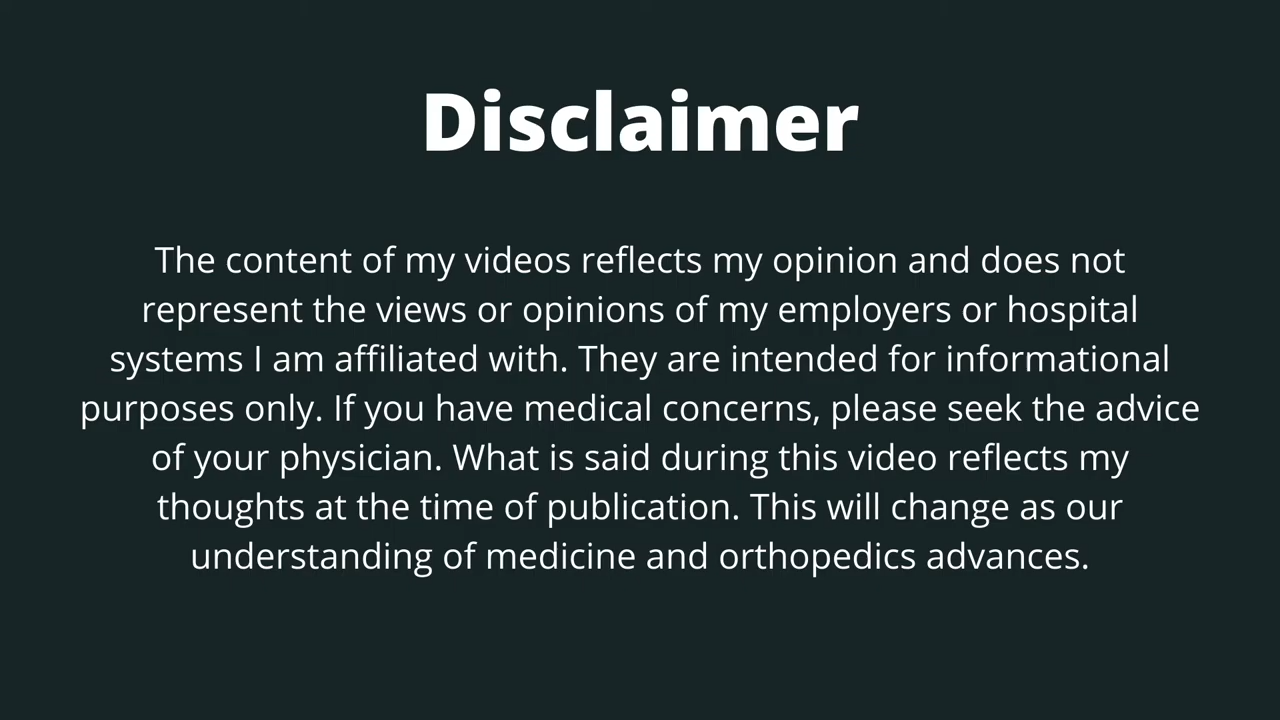 Disclaimer
The content of my videos reflects my opinion and does not
represent the views or opinions of my employers or hospital
systems I am affiliated with. They are intended for informational
purposes only. If you have medical concerns, please seek the advice
of your physician. What is said during this video reflects my
thoughts at the time of publication. This will change as our
understanding of medicine and orthopedics advances.